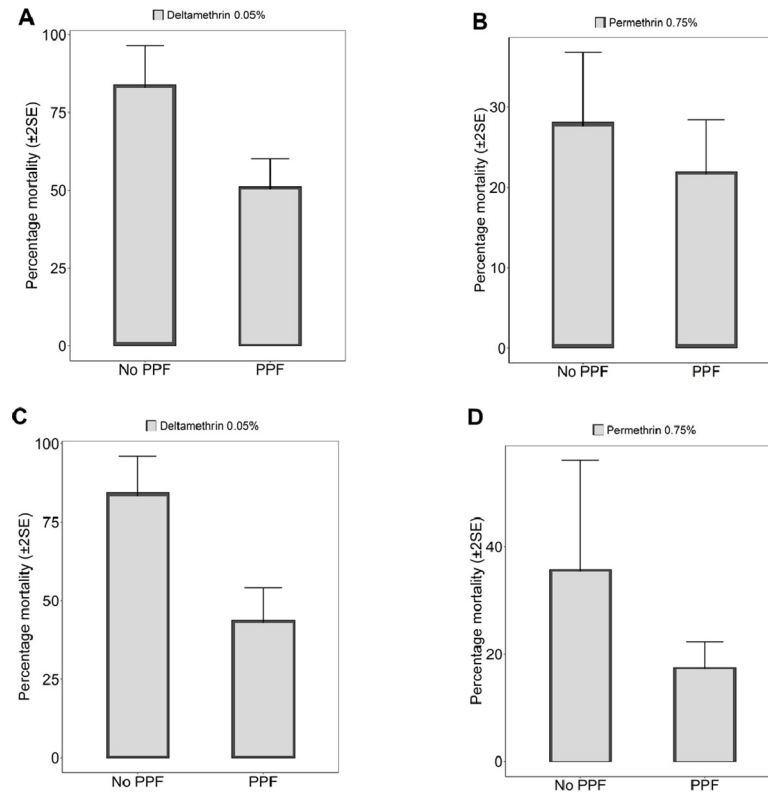 A
Deltamethrin 0.05%
Percentage mortality (±2SE)
100
75
50
25
0
No PPF
PPF
B
Permethrin 0.75%
Percentage mortality (±2SE)
30
20
10
0
No PPF
PPF
C
Deltamethrin 0.05%
Percentage mortality (±2SE)
100
75
50
25
0
No PPF
PPF
D
Permethrin 0.75%
Percentage mortality (±2SE)
40
20
0
No PPF
PPF